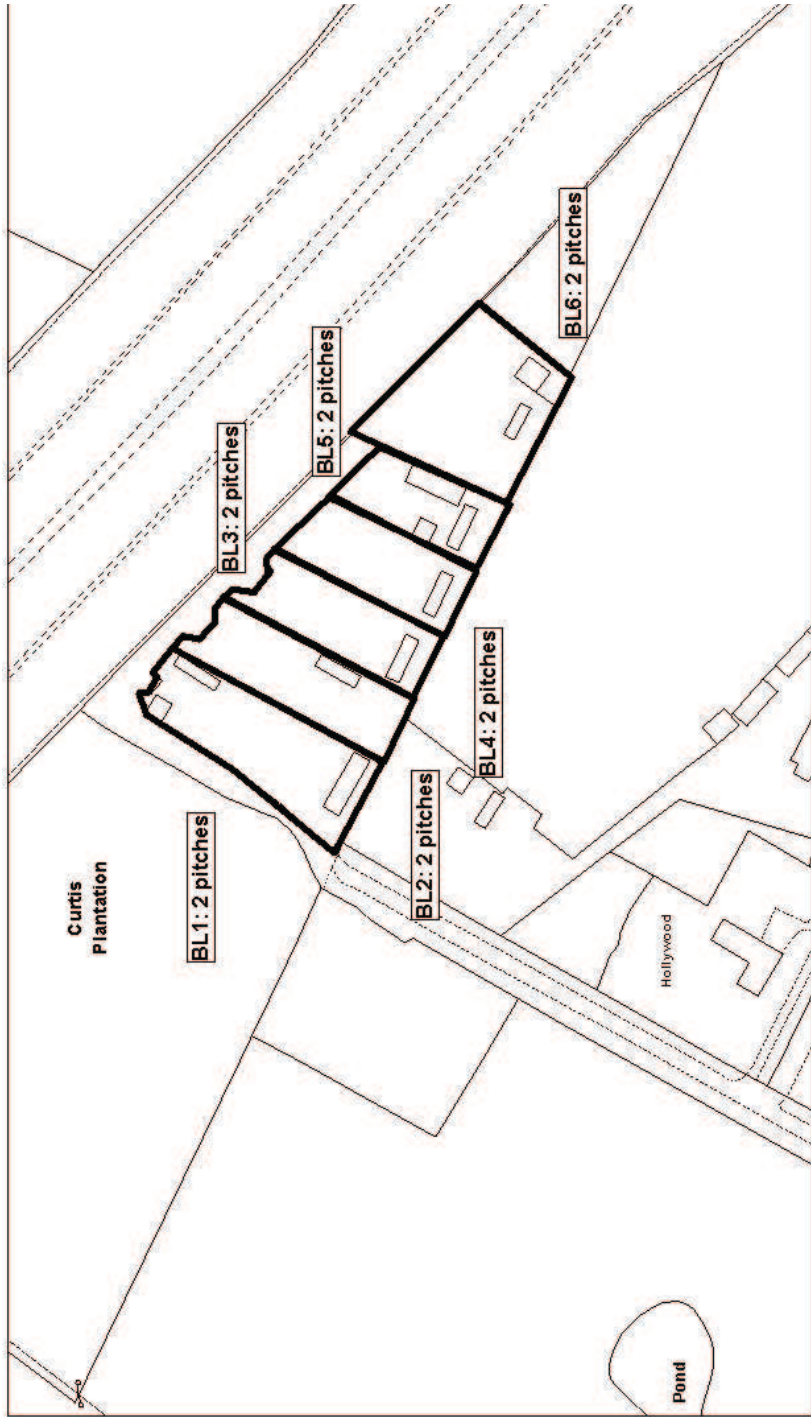 Curtis
Plantation
BL1: 2 pitches
BL3: 2 pitches
BL5: 2 pitches
BL2: 2 pitches
BL4: 2 pitches
BL6: 2 pitches
Hollywood
Pond